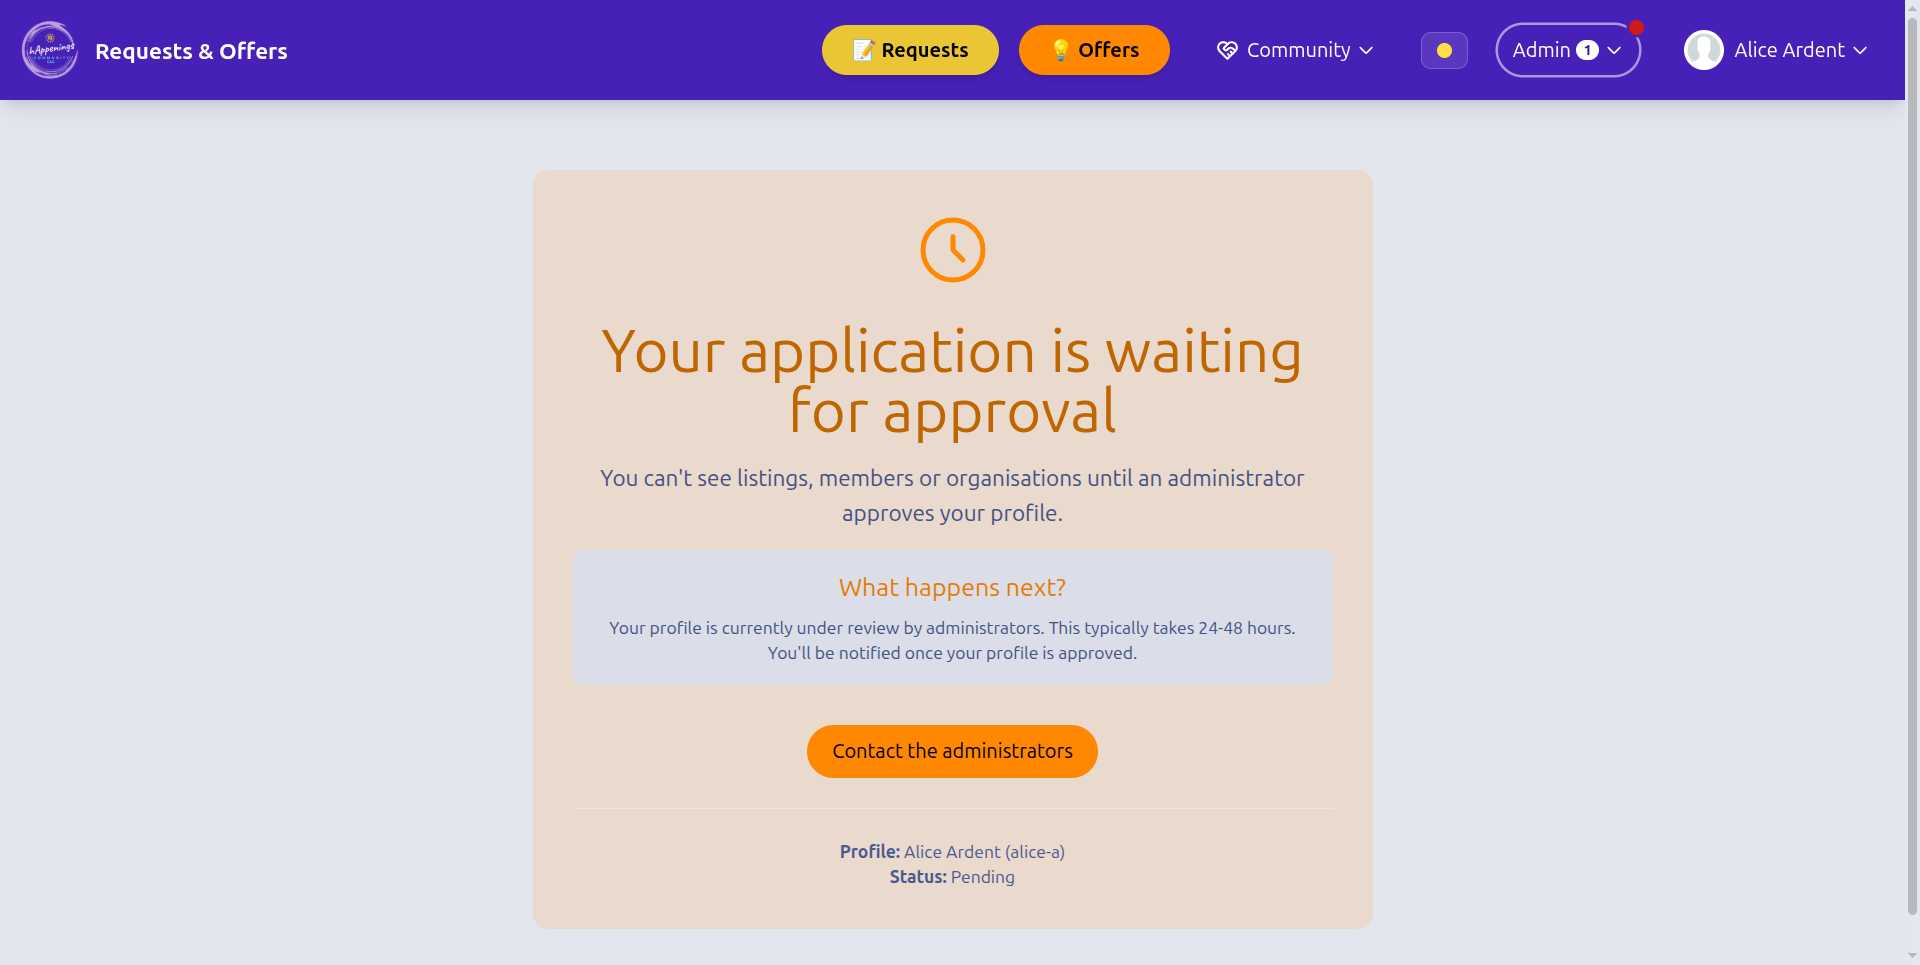 hAppenings
COMMUNITY
CLG
Requests & Offers
📝 Requests
💡 Offers
Community
Admin 1
Alice Ardent
Your application is waiting
for approval
You can't see listings, members or organisations until an administrator
approves your profile.
What happens next?
Your profile is currently under review by administrators. This typically takes 24-48 hours.
You'll be notified once your profile is approved.
Contact the administrators
Profile: Alice Ardent (alice-a)
Status: Pending